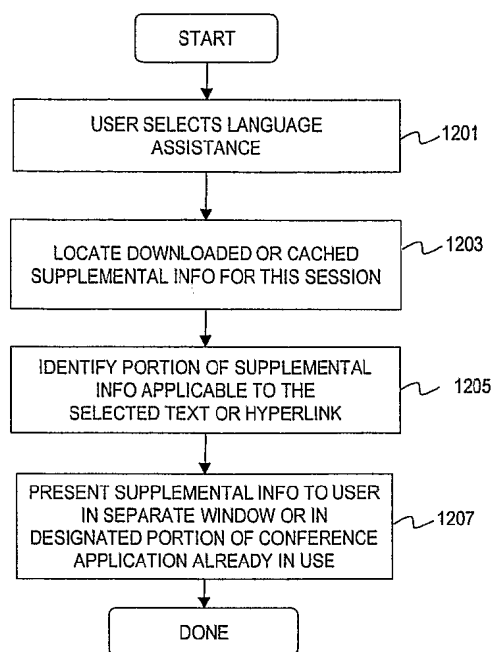 START
USER SELECTS LANGUAGE
ASSISTANCE
1201
LOCATE DOWNLOADED OR CACHED
SUPPLEMENTAL INFO FOR THIS SESSION
1203
IDENTIFY PORTION OF SUPPLEMENTAL
INFO APPLICABLE TO THE
SELECTED TEXT OR HYPERLINK
1205
PRESENT SUPPLEMENTAL INFO TO USER
IN SEPARATE WINDOW OR IN
DESIGNATED PORTION OF CONFERENCE
APPLICATION ALREADY IN USE
1207
DONE